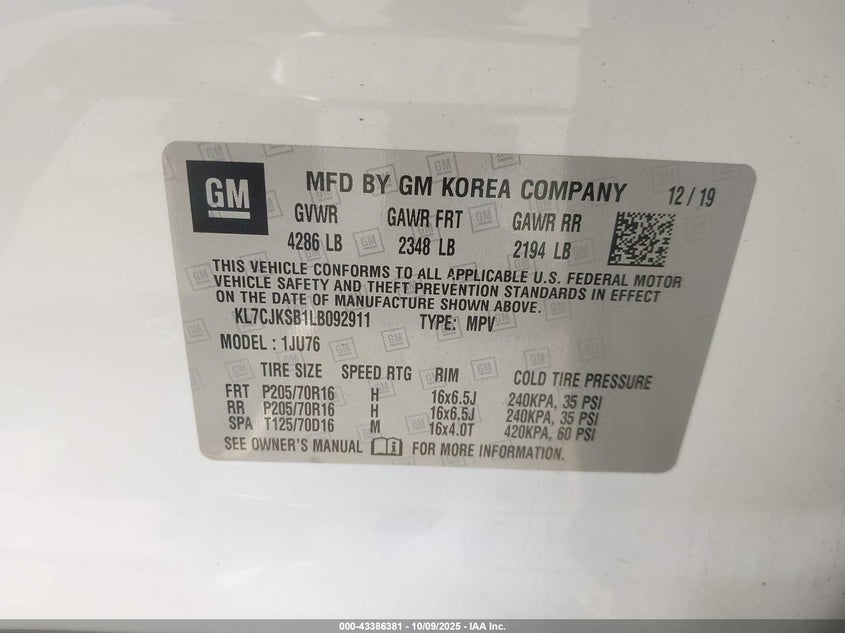 GM MFD BY GM KOREA COMPANY 12 / 19
GVWR GAWR FRT GAWR RR
4286 LB 2348 LB 2194 LB
THIS VEHICLE CONFORMS TO ALL APPLICABLE U.S. FEDERAL MOTOR
VEHICLE SAFETY AND THEFT PREVENTION STANDARDS IN EFFECT
ON THE DATE OF MANUFACTURE SHOWN ABOVE.
KL7CJKSB1LB092911 TYPE: MPV
MODEL : 1JU76
TIRE SIZE SPEED RTG RIM COLD TIRE PRESSURE
FRT P205/70R16 H 16x6.5J 240KPA, 35 PSI
RR P205/70R16 H 16x6.5J 240KPA, 35 PSI
SPA T125/70D16 M 16x4.0T 420KPA, 60 PSI
SEE OWNER'S MANUAL FOR MORE INFORMATION.
000-43386381 - 10/09/2025 - IAA Inc.